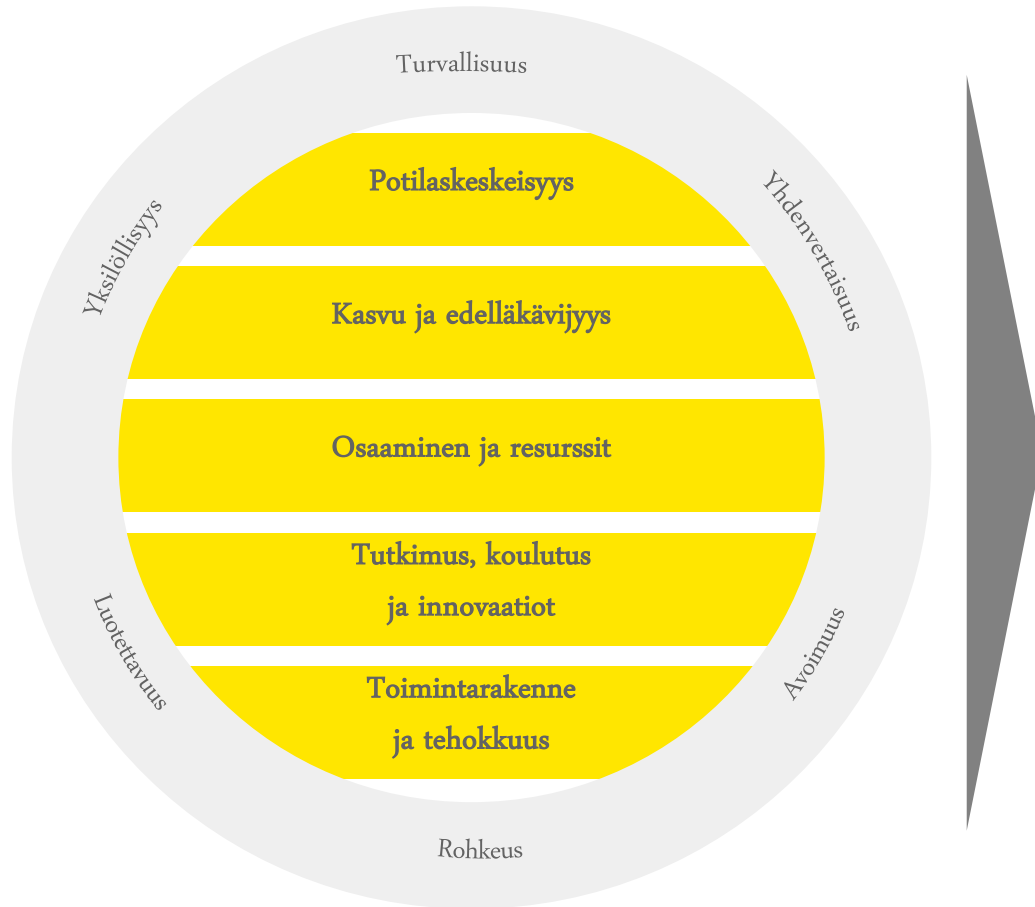 Turvallisuus
Potilaskeskeisyys
Yhdenvertaisuus
Yksilöllisyys
Kasvu ja edelläkävijyys
Osaaminen ja resurssit
Tutkimus, koulutus
ja innovaatiot
Luotettavuus
Avoimuus
Toimintarakenne
ja tehokkuus
Rohkeus